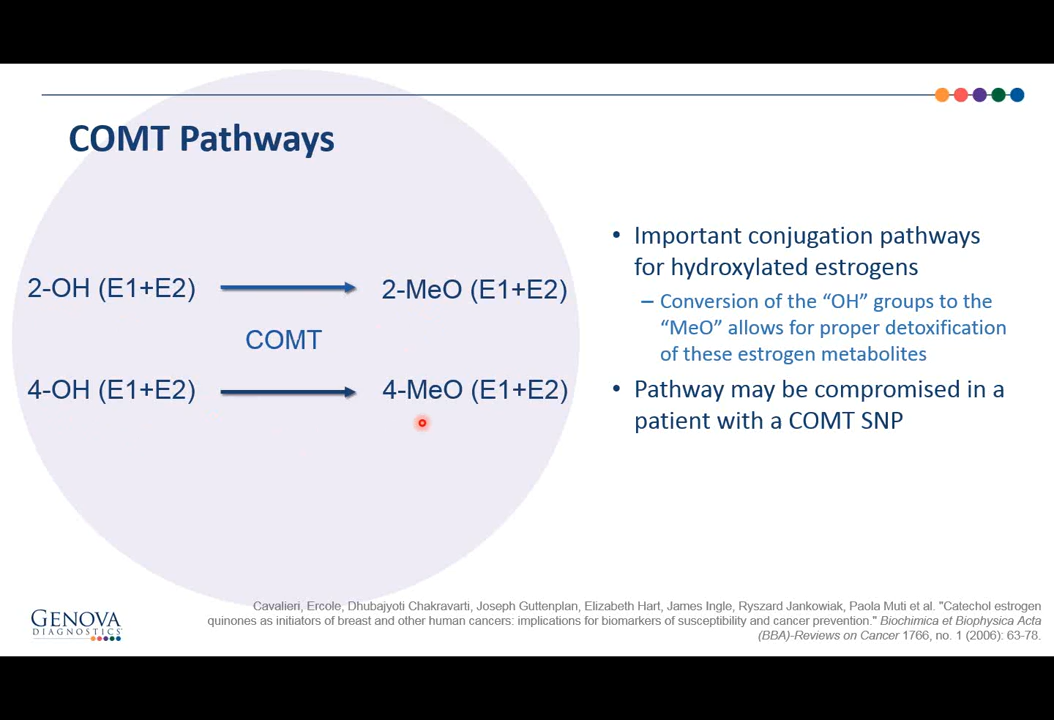 COMT Pathways
2-OH (E1+E2)
2-MeO (E1+E2)
COMT
4-OH (E1+E2)
4-MeO (E1+E2)
• Important conjugation pathways
for hydroxylated estrogens
– Conversion of the “OH” groups to the
“MeO” allows for proper detoxification
of these estrogen metabolites
• Pathway may be compromised in a
patient with a COMT SNP
GENOVA
DIAGNOSTICS
Cavalieri, Ercole, Dhubajyoti Chakravarti, Joseph Guttenplan, Elizabeth Hart, James Ingle, Ryszard Jankowiak, Paola Muti et al. "Catechol estrogen
quinones as initiators of breast and other human cancers: implications for biomarkers of susceptibility and cancer prevention." Biochimica et Biophysica Acta
(BBA)-Reviews on Cancer 1766, no. 1 (2006): 63-78.